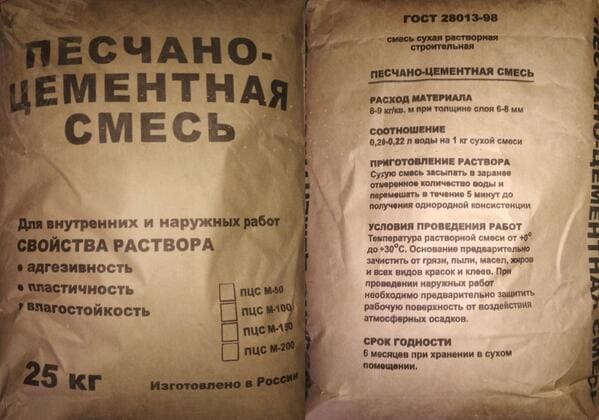 ПЕСЧАНО-
ЦЕМЕНТНАЯ
СМЕСЬ
Для внутренних и наружных работ
СВОЙСТВА РАСТВОРА
• адгезивность
• пластичность
• влагостойкость
ПЦС М-50
ПЦС М-100
ПЦС М-150
ПЦС М-200
25 кг
Изготовлено в России
ГОСТ 28013-98
смесь сухая растворная
строительная
ПЕСЧАНО-ЦЕМЕНТНАЯ СМЕСЬ
РАСХОД МАТЕРИАЛА
8-9 кг/кв. м при толщине слоя 6-8 мм
СООТНОШЕНИЕ
0,20-0,22 л воды на 1 кг сухой смеси
ПРИГОТОВЛЕНИЕ РАСТВОРА
Сухую смесь засыпать в заранее
отмеренное количество воды и
перемешать в течение 5 минут до
получения однородной консистенции
УСЛОВИЯ ПРОВЕДЕНИЯ РАБОТ
Температура растворной смеси от +0°
до +30°С. Основание предварительно
зачистить от грязи, пыли, масел, жиров
и всех видов красок и клеев. При
проведении наружных работ
необходимо предварительно защитить
рабочую поверхность от воздействия
атмосферных осадков.
СРОК ГОДНОСТИ
6 месяцев при хранении в сухом
помещении.